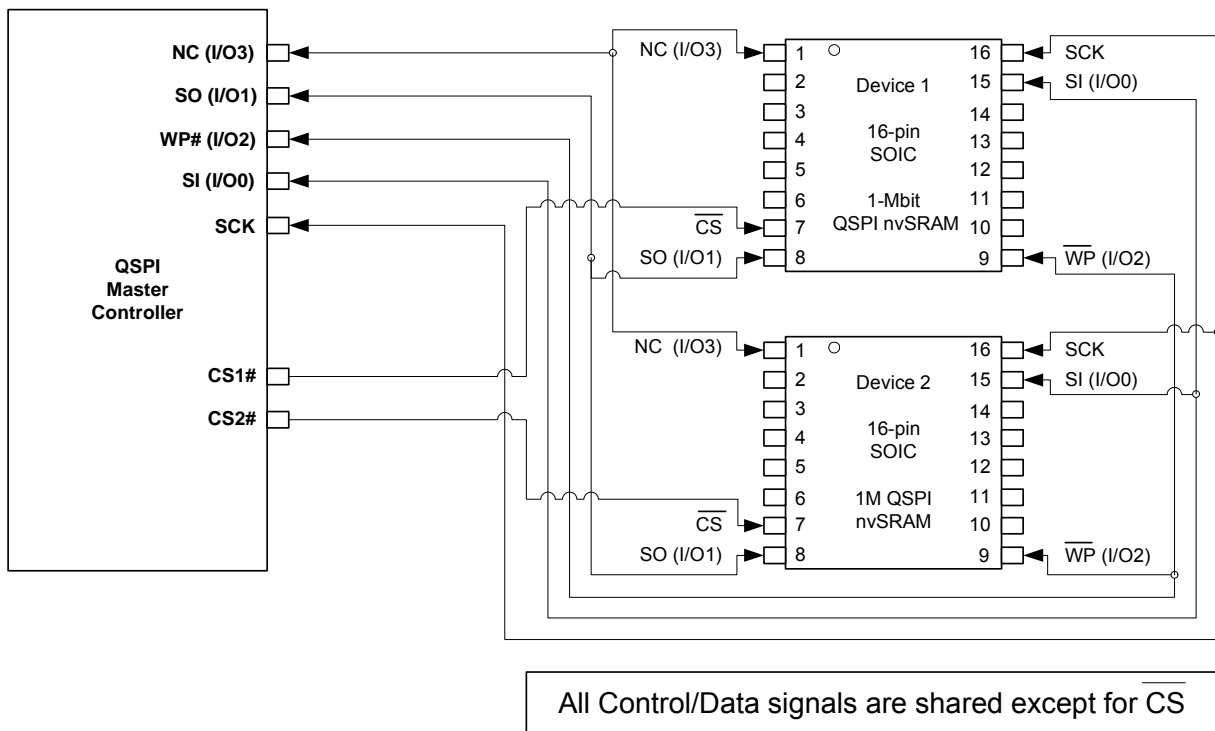 NC (I/O3)
SO (I/O1)
WP# (I/O2)
SI (I/O0)
SCK
QSPI
Master
Controller
CS1#
CS2#
NC (I/O3)
CS
SO (I/O1)
1
2
3
4
5
6
7
8
Device 1
16-pin
SOIC
1-Mbit
QSPI nvSRAM
16
15
14
13
12
11
10
9
SCK
SI (I/O0)
WP (I/O2)
NC (I/O3)
CS
SO (I/O1)
1
2
3
4
5
6
7
8
Device 2
16-pin
SOIC
1M QSPI
nvSRAM
16
15
14
13
12
11
10
9
SCK
SI (I/O0)
WP (I/O2)
All Control/Data signals are shared except for CS